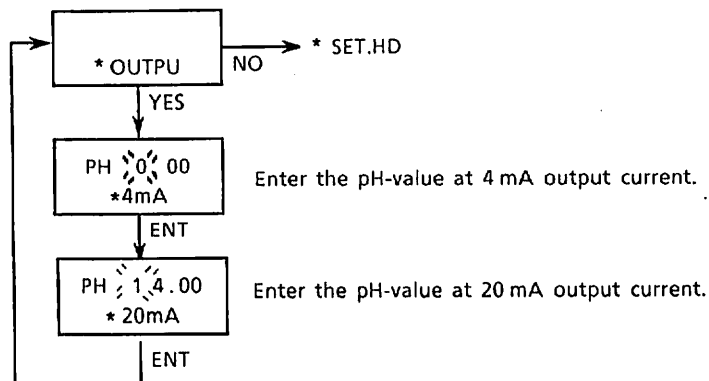 * OUTPU
NO
* SET.HD
YES
PH 0 00
*4mA
Enter the pH-value at 4 mA output current.
ENT
PH 14.00
* 20mA
Enter the pH-value at 20 mA output current.
ENT